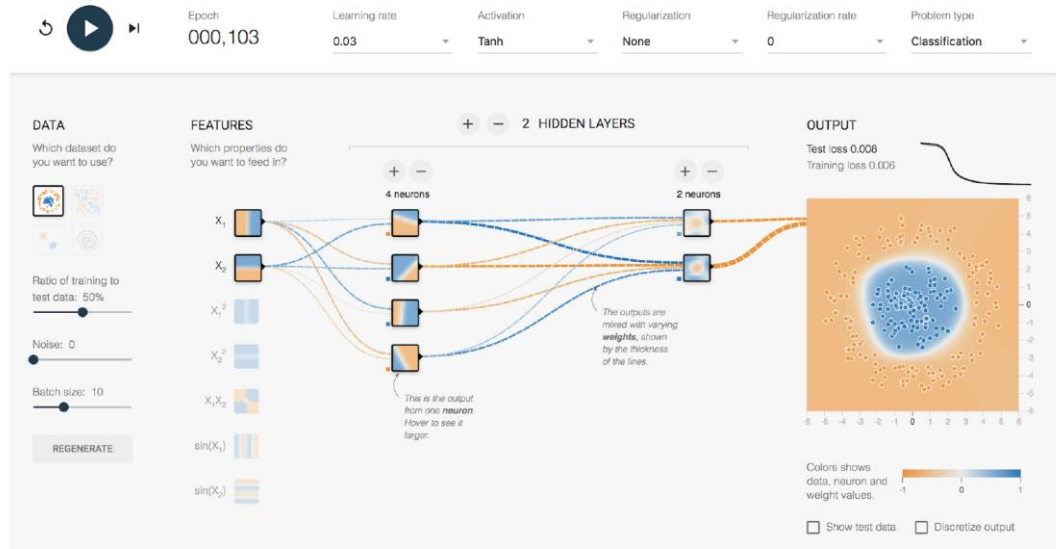 Epoch
000,103
Learning rate
0.03
Activation
Tanh
Regularization
None
Regularization rate
0
Problem type
Classification
DATA
Which dataset do
you want to use?
Ratio of training to
test data: 50%
Noise: 0
Batch size: 10
REGENERATE
FEATURES
Which properties do
you want to feed in?
X₁
X₂
X₁²
X₂²
X₁X₂
sin(X₁)
sin(X₂)
+ − 2 HIDDEN LAYERS
+ −
4 neurons
+ −
2 neurons
This is the output
from one neuron.
Hover to see it
larger.
The outputs are
mixed with varying
weights, shown
by the thickness
of the lines.
OUTPUT
Test loss 0.008
Training loss 0.006
6
5
4
3
2
1
0
-1
-2
-3
-4
-5
-6
-6 -5 -4 -3 -2 -1 0 1 2 3 4 5 6
Colors shows
data, neuron and
weight values.
-1 0 1
Show test data
Discretize output